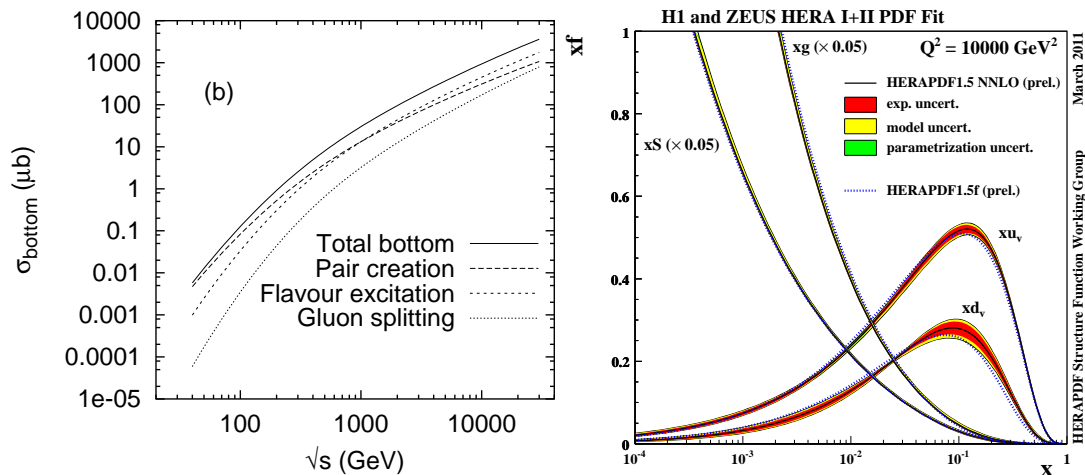 (b)
10000
1000
100
10
1
0.1
0.01
0.001
0.0001
1e-05
σbottom (μb)
Total bottom
Pair creation
Flavour excitation
Gluon splitting
100
1000
10000
√s (GeV)
H1 and ZEUS HERA I+II PDF Fit
xf
1
0.8
0.6
0.4
0.2
0
xg (× 0.05)
Q² = 10000 GeV²
HERAPDF1.5 NNLO (prel.)
exp. uncert.
model uncert.
parametrization uncert.
HERAPDF1.5f (prel.)
xS (× 0.05)
xuᵥ
xdᵥ
10⁻⁴
10⁻³
10⁻²
10⁻¹
1
x
HERAPDF Structure Function Working Group March 2011